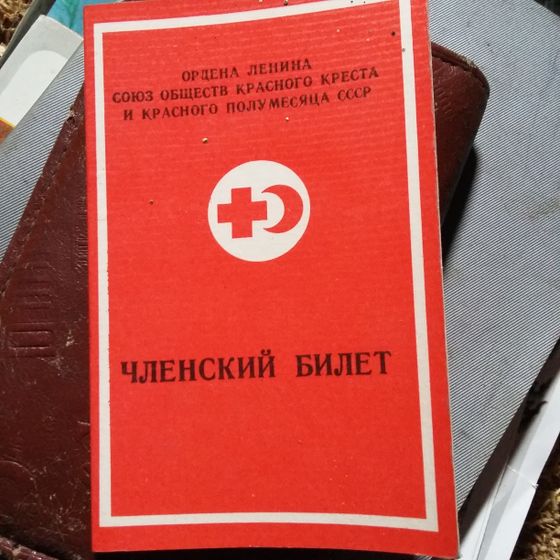 ОРДЕНА ЛЕНИНА
СОЮЗ ОБЩЕСТВ КРАСНОГО КРЕСТА
И КРАСНОГО ПОЛУМЕСЯЦА СССР
ЧЛЕНСКИЙ БИЛЕТ